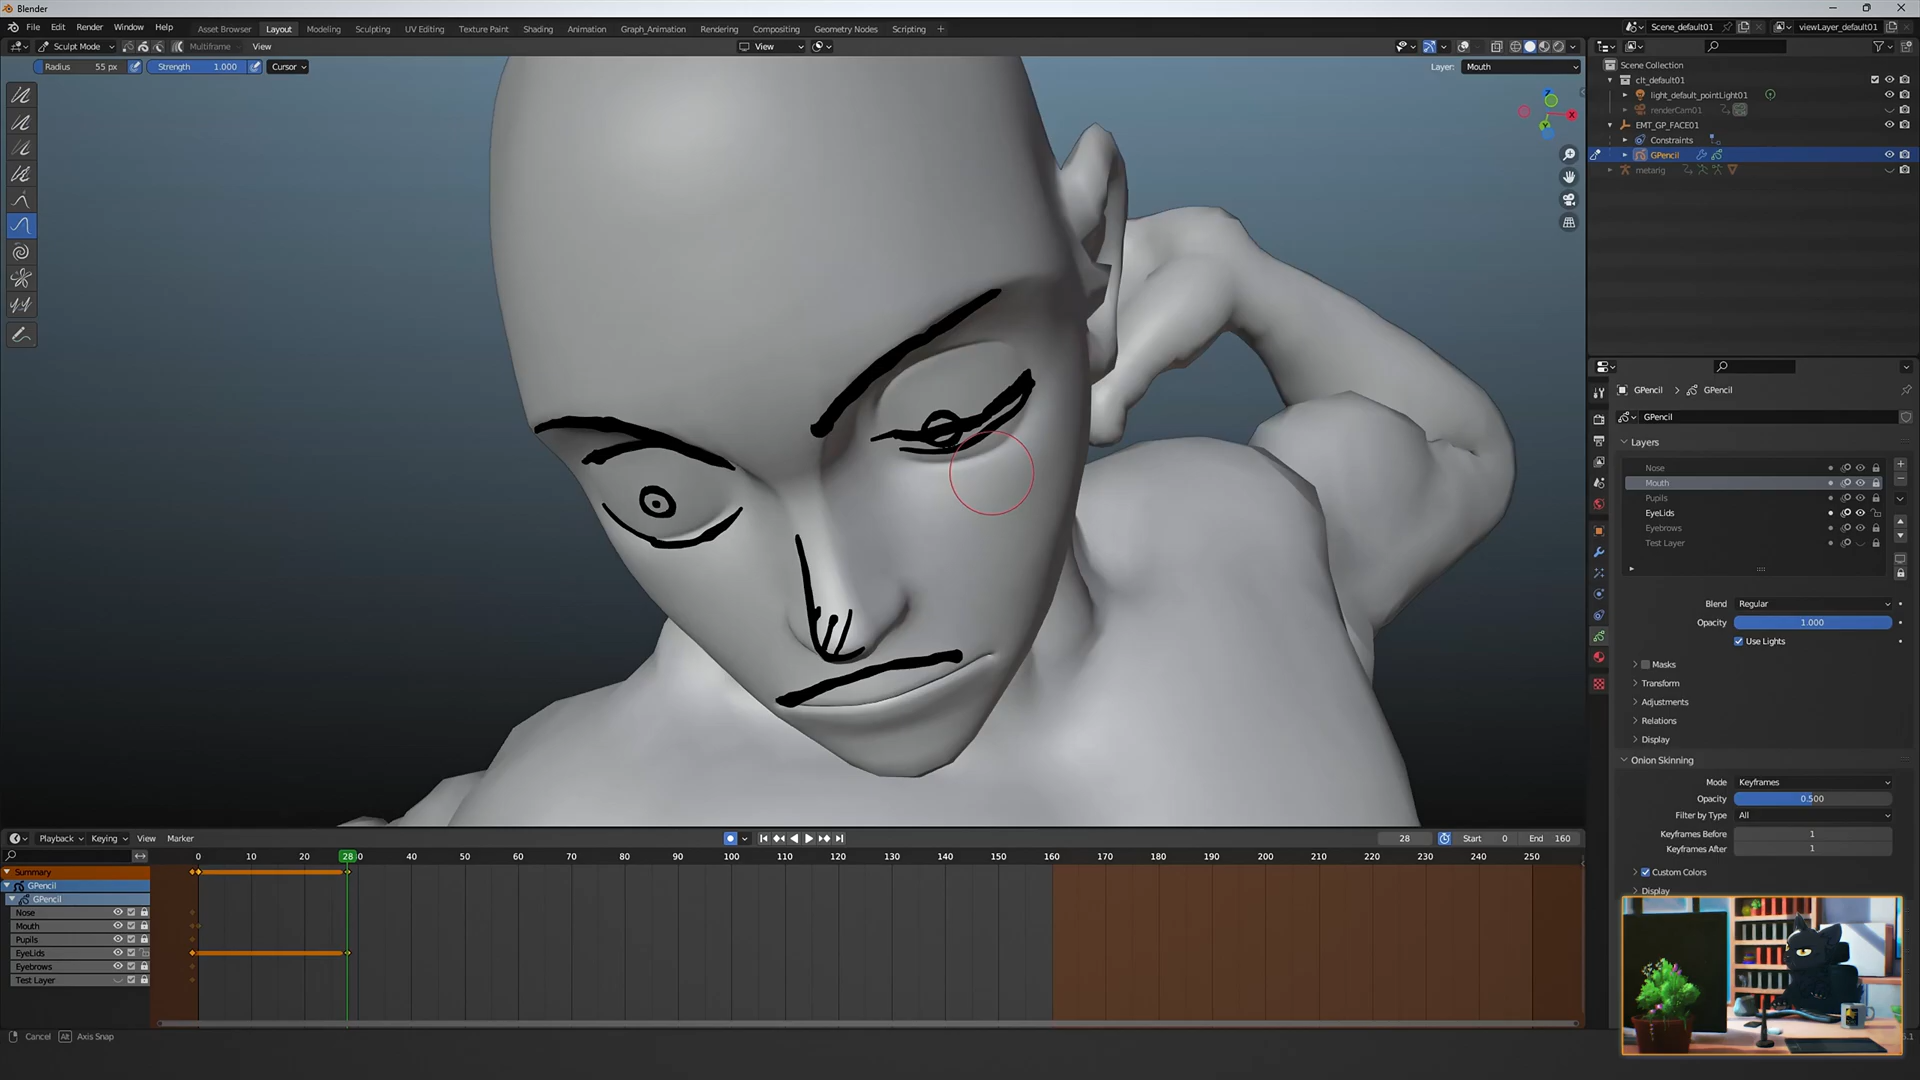 Blender
File Edit Render Window Help
Asset Browser Layout Modeling Sculpting UV Editing Texture Paint Shading Animation Graph_Animation Rendering Compositing Geometry Nodes Scripting +
Scene_default01 viewLayer_default01
Sculpt Mode Multiframe View
View
Radius 55 px Strength 1.000 Cursor
Layer: Mouth
Scene Collection
clt_default01
light_default_pointLight01
renderCam01
EMT_GP_FACE01
Constraints
GPencil
metarig
GPencil > GPencil
GPencil
Layers
Nose
Mouth
Pupils
EyeLids
Eyebrows
Test Layer
Blend Regular
Opacity 1.000
Use Lights
Masks
Transform
Adjustments
Relations
Display
Onion Skinning
Mode Keyframes
Opacity 0.500
Filter by Type All
Keyframes Before 1
Keyframes After 1
Custom Colors
Display
Playback Keying View Marker
28 Start 0 End 160
0 10 20 28 30 40 50 60 70 80 90 100 110 120 130 140 150 160 170 180 190 200 210 220 230 240 250
Summary
GPencil
GPencil
Nose
Mouth
Pupils
EyeLids
Eyebrows
Test Layer
Cancel Alt Axis Snap